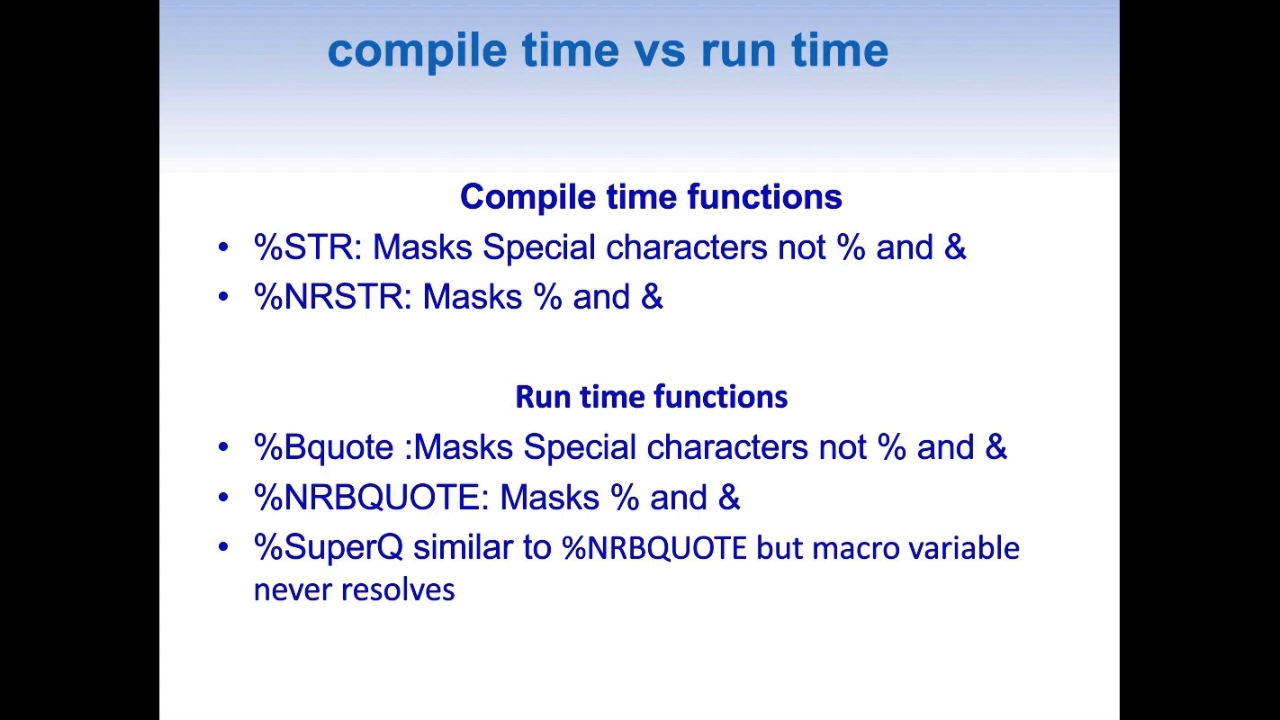 compile time vs run time
Compile time functions
• %STR: Masks Special characters not % and &
• %NRSTR: Masks % and &
Run time functions
• %Bquote :Masks Special characters not % and &
• %NRBQUOTE: Masks % and &
• %SuperQ similar to %NRBQUOTE but macro variable
never resolves